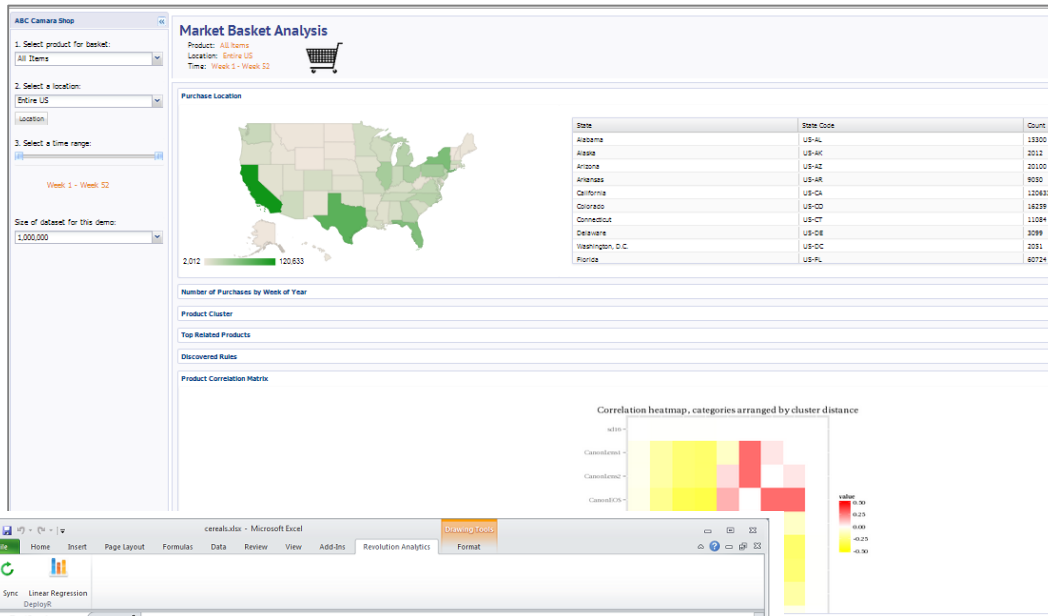 ABC Camara Shop
1. Select product for basket:
All Items
2. Select a location:
Entire US
Location
3. Select a time range:
Week 1 - Week 52
Size of dataset for this demo:
1,000,000
Market Basket Analysis
Product: All Items
Location: Entire US
Time: Week 1 - Week 52
Purchase Location
2,012 120,633
State State Code Count
Alabama US-AL 15300
Alaska US-AK 2012
Arizona US-AZ 20100
Arkansas US-AR 9050
California US-CA 12063
Colorado US-CO 16239
Connecticut US-CT 11084
Delaware US-DE 3099
Washington, D.C. US-DC 2051
Florida US-FL 60724
Number of Purchases by Week of Year
Product Cluster
Top Related Products
Discovered Rules
Product Correlation Matrix
Correlation heatmap, categories arranged by cluster distance
sd16
CanonLens1
CanonLens2
CanonEOS
value
0.50
0.25
0.00
-0.25
-0.50
cereals.xlsx - Microsoft Excel
Drawing Tools
Home Insert Page Layout Formulas Data Review View Add-Ins Revolution Analytics Format
Sync Linear Regression
DeployR